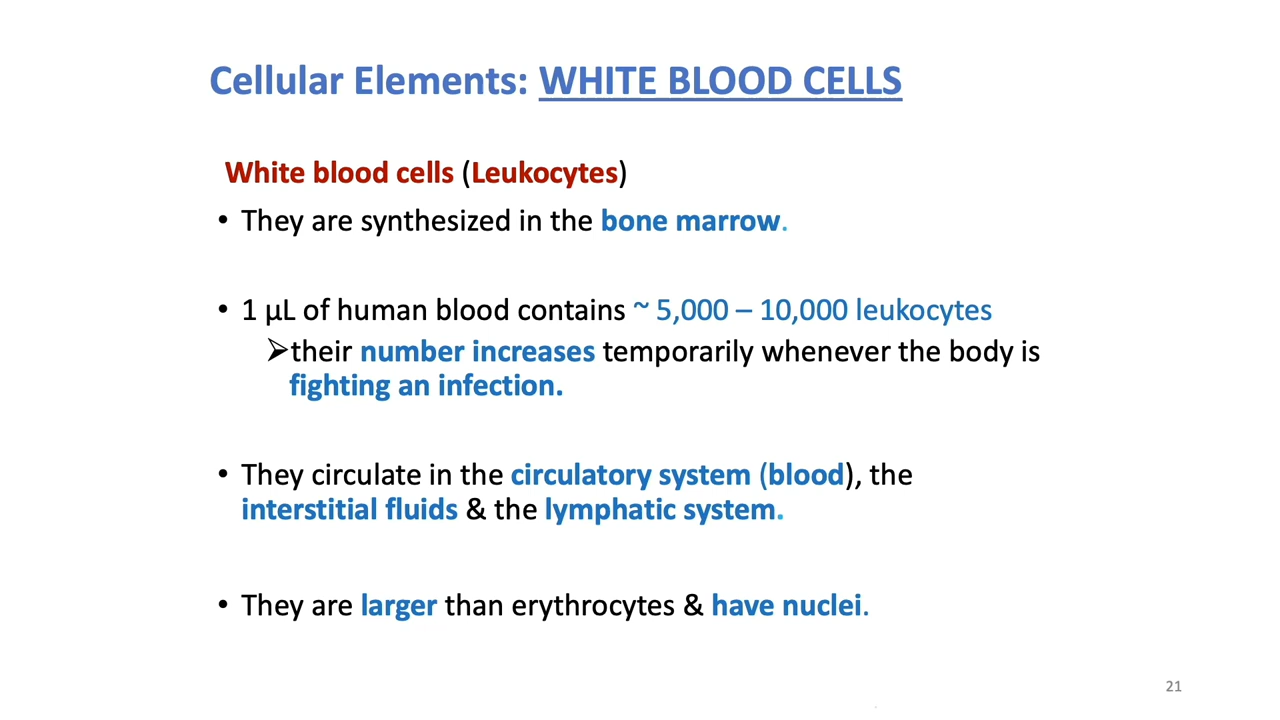 Cellular Elements: WHITE BLOOD CELLS
White blood cells (Leukocytes)
• They are synthesized in the bone marrow.
• 1 µL of human blood contains ~ 5,000 – 10,000 leukocytes
➢their number increases temporarily whenever the body is
fighting an infection.
• They circulate in the circulatory system (blood), the
interstitial fluids & the lymphatic system.
• They are larger than erythrocytes & have nuclei.
21